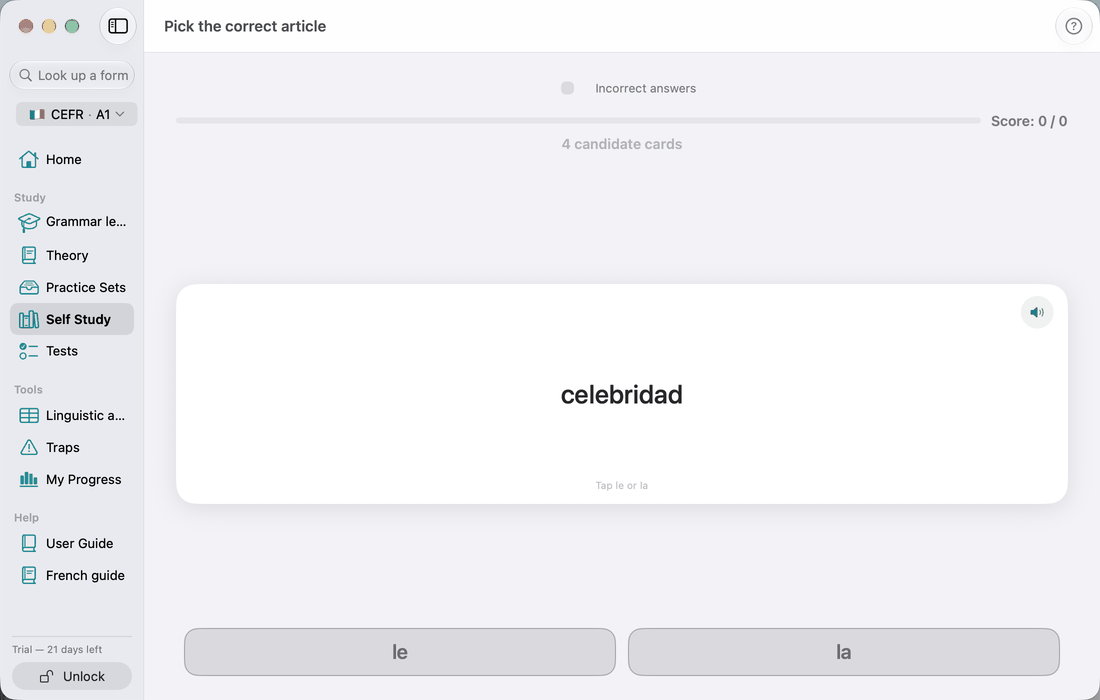 Pick the correct article
Look up a form
CEFR · A1
Home
Study
Grammar le...
Theory
Practice Sets
Self Study
Tests
Tools
Linguistic a...
Traps
My Progress
Help
User Guide
French guide
Trial — 21 days left
Unlock
Incorrect answers
Score: 0 / 0
4 candidate cards
celebridad
Tap le or la
le
la